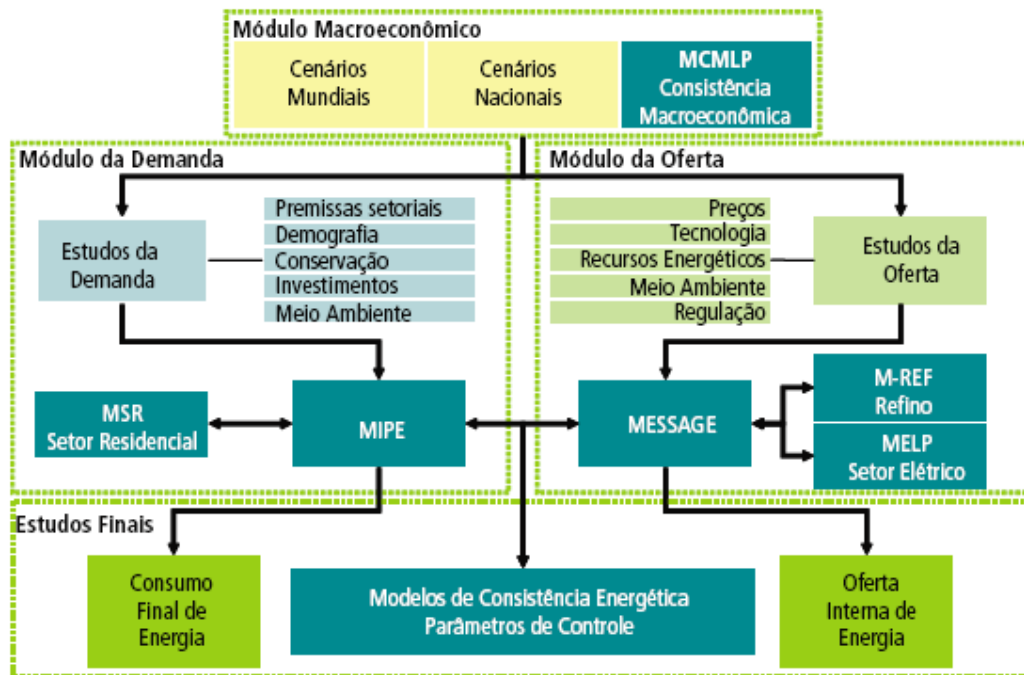 Módulo Macroeconômico
Cenários
Mundiais
Cenários
Nacionais
MCMLP
Consistência
Macroeconômica
Módulo da Demanda
Estudos da
Demanda
Premissas setoriais
Demografia
Conservação
Investimentos
Meio Ambiente
MSR
Setor Residencial
MIPE
Módulo da Oferta
Preços
Tecnologia
Recursos Energéticos
Meio Ambiente
Regulação
Estudos da
Oferta
MESSAGE
M-REF
Refino
MELP
Setor Elétrico
Estudos Finais
Consumo
Final de
Energia
Modelos de Consistência Energética
Parâmetros de Controle
Oferta
Interna de
Energia